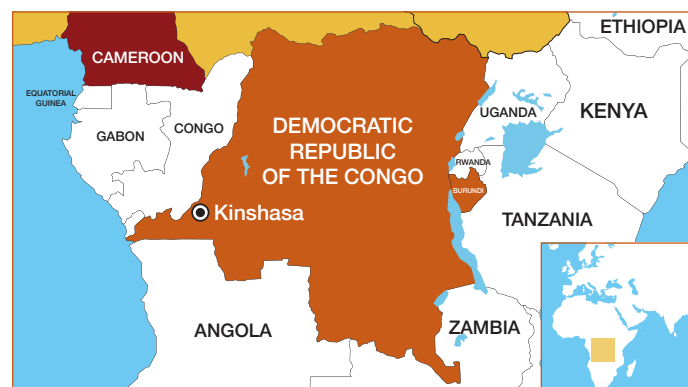 ETHIOPIA
CAMEROON
EQUATORIAL
GUINEA
GABON
CONGO
DEMOCRATIC
REPUBLIC
OF THE CONGO
UGANDA
KENYA
RWANDA
BURUNDI
Kinshasa
TANZANIA
ANGOLA
ZAMBIA